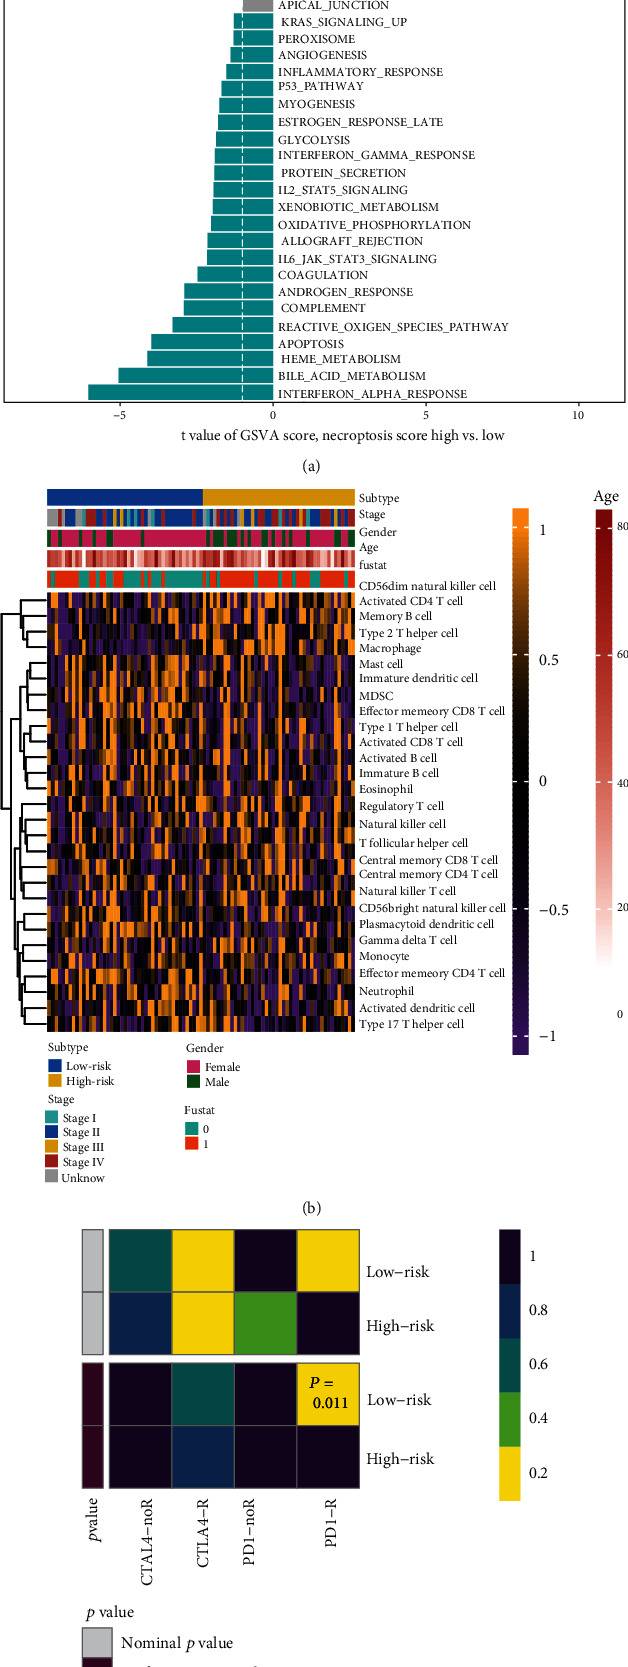 APICAL_JUNCTION
KRAS_SIGNALING_UP
PEROXISOME
ANGIOGENESIS
INFLAMMATORY_RESPONSE
P53_PATHWAY
MYOGENESIS
ESTROGEN_RESPONSE_LATE
GLYCOLYSIS
INTERFERON_GAMMA_RESPONSE
PROTEIN_SECRETION
IL2_STAT5_SIGNALING
XENOBIOTIC_METABOLISM
OXIDATIVE_PHOSPHORYLATION
ALLOGRAFT_REJECTION
IL6_JAK_STAT3_SIGNALING
COAGULATION
ANDROGEN_RESPONSE
COMPLEMENT
REACTIVE_OXIGEN_SPECIES_PATHWAY
APOPTOSIS
HEME_METABOLISM
BILE_ACID_METABOLISM
INTERFERON_ALPHA_RESPONSE
−5 0 5 10
t value of GSVA score, necroptosis score high vs. low
(a)
Subtype
Stage
Gender
Age
fustat
CD56dim natural killer cell
Activated CD4 T cell
Memory B cell
Type 2 T helper cell
Macrophage
Mast cell
Immature dendritic cell
MDSC
Effector memeory CD8 T cell
Type 1 T helper cell
Activated CD8 T cell
Activated B cell
Immature B cell
Eosinophil
Regulatory T cell
Natural killer cell
T follicular helper cell
Central memory CD8 T cell
Central memory CD4 T cell
Natural killer T cell
CD56bright natural killer cell
Plasmacytoid dendritic cell
Gamma delta T cell
Monocyte
Effector memeory CD4 T cell
Neutrophil
Activated dendritic cell
Type 17 T helper cell
1
0.5
0
−0.5
−1
Age
80
60
40
20
0
Subtype
Low-risk
High-risk
Stage
Stage I
Stage II
Stage III
Stage IV
Unknow
Gender
Female
Male
Fustat
0
1
(b)
Low−risk
High−risk
P =
0.011
Low−risk
High−risk
1
0.8
0.6
0.4
0.2
pvalue
CTAL4−noR
CTLA4−R
PD1−noR
PD1−R
p value
Nominal p value